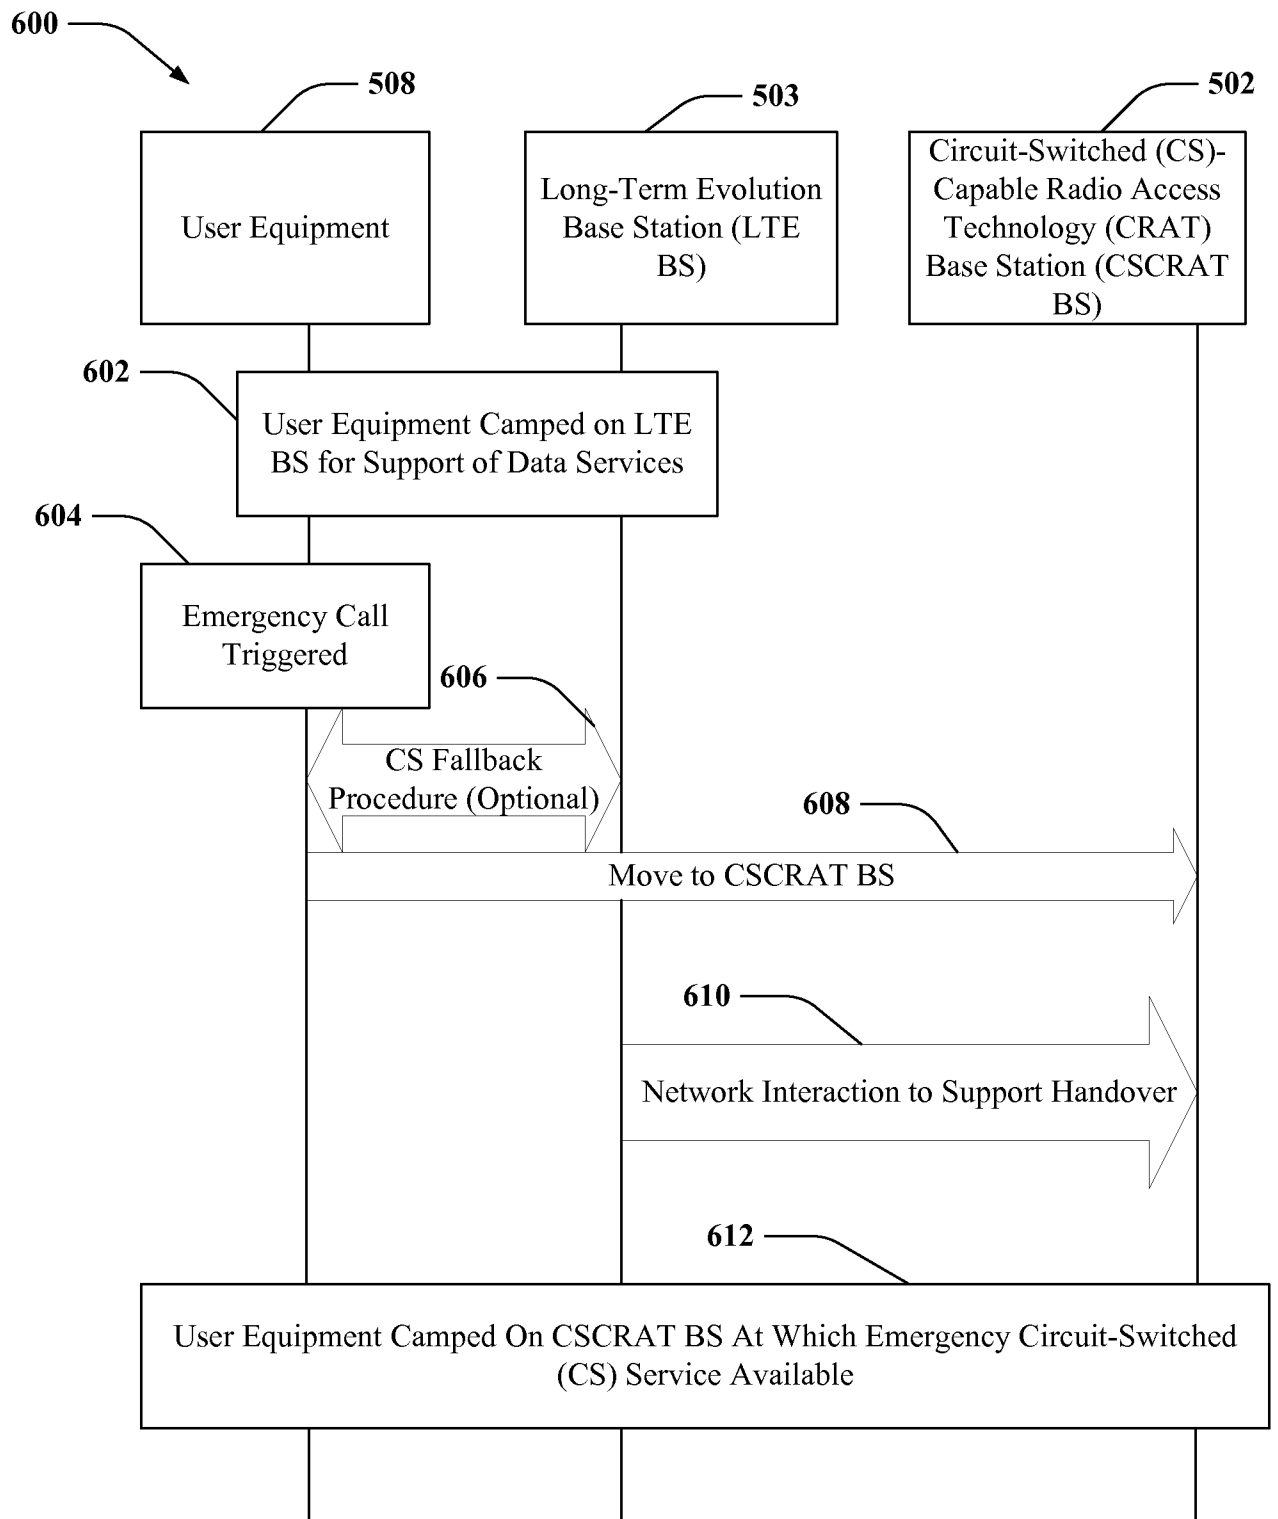 600
508
503
502
User Equipment
Long-Term Evolution
Base Station (LTE
BS)
Circuit-Switched (CS)-
Capable Radio Access
Technology (CRAT)
Base Station (CSCRAT
BS)
602
User Equipment Camped on LTE
BS for Support of Data Services
604
Emergency Call
Triggered
606
CS Fallback
Procedure (Optional)
608
Move to CSCRAT BS
610
Network Interaction to Support Handover
612
User Equipment Camped On CSCRAT BS At Which Emergency Circuit-Switched
(CS) Service Available